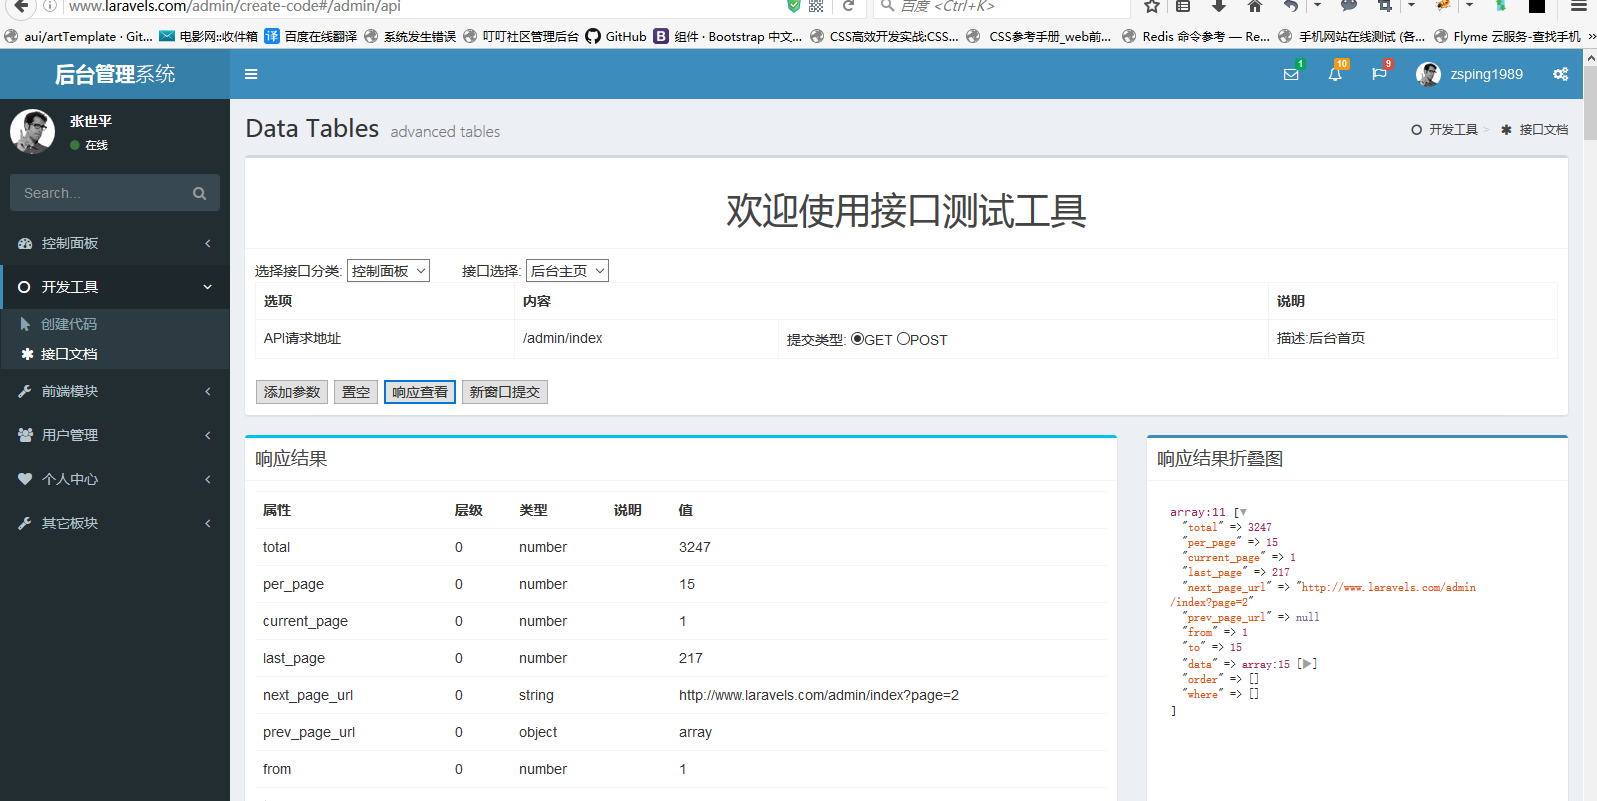 www.laravels.com/admin/create-code#/admin/api
百度 <Ctrl+K>
aui/artTemplate · Git...
电影网::收件箱
译 百度在线翻译
系统发生错误
叮叮社区管理后台
GitHub
B 组件 · Bootstrap 中文...
CSS高效开发实战:CSS...
CSS参考手册_web前...
Redis 命令参考 — Re...
手机网站在线测试 (各...
Flyme 云服务-查找手机
后台管理系统
1
10
9
zsping1989
张世平
在线
Search...
控制面板
开发工具
创建代码
接口文档
前端模块
用户管理
个人中心
其它板块
Data Tables advanced tables
开发工具 > 接口文档
欢迎使用接口测试工具
选择接口分类: 控制面板 接口选择: 后台主页
选项 内容 说明
API请求地址 /admin/index 提交类型: GET POST 描述:后台首页
添加参数 置空 响应查看 新窗口提交
响应结果
属性 层级 类型 说明 值
total 0 number 3247
per_page 0 number 15
current_page 0 number 1
last_page 0 number 217
next_page_url 0 string http://www.laravels.com/admin/index?page=2
prev_page_url 0 object array
from 0 number 1
响应结果折叠图
array:11 [▼
"total" => 3247
"per_page" => 15
"current_page" => 1
"last_page" => 217
"next_page_url" => "http://www.laravels.com/admin
/index?page=2"
"prev_page_url" => null
"from" => 1
"to" => 15
"data" => array:15 [▶]
"order" => []
"where" => []
]